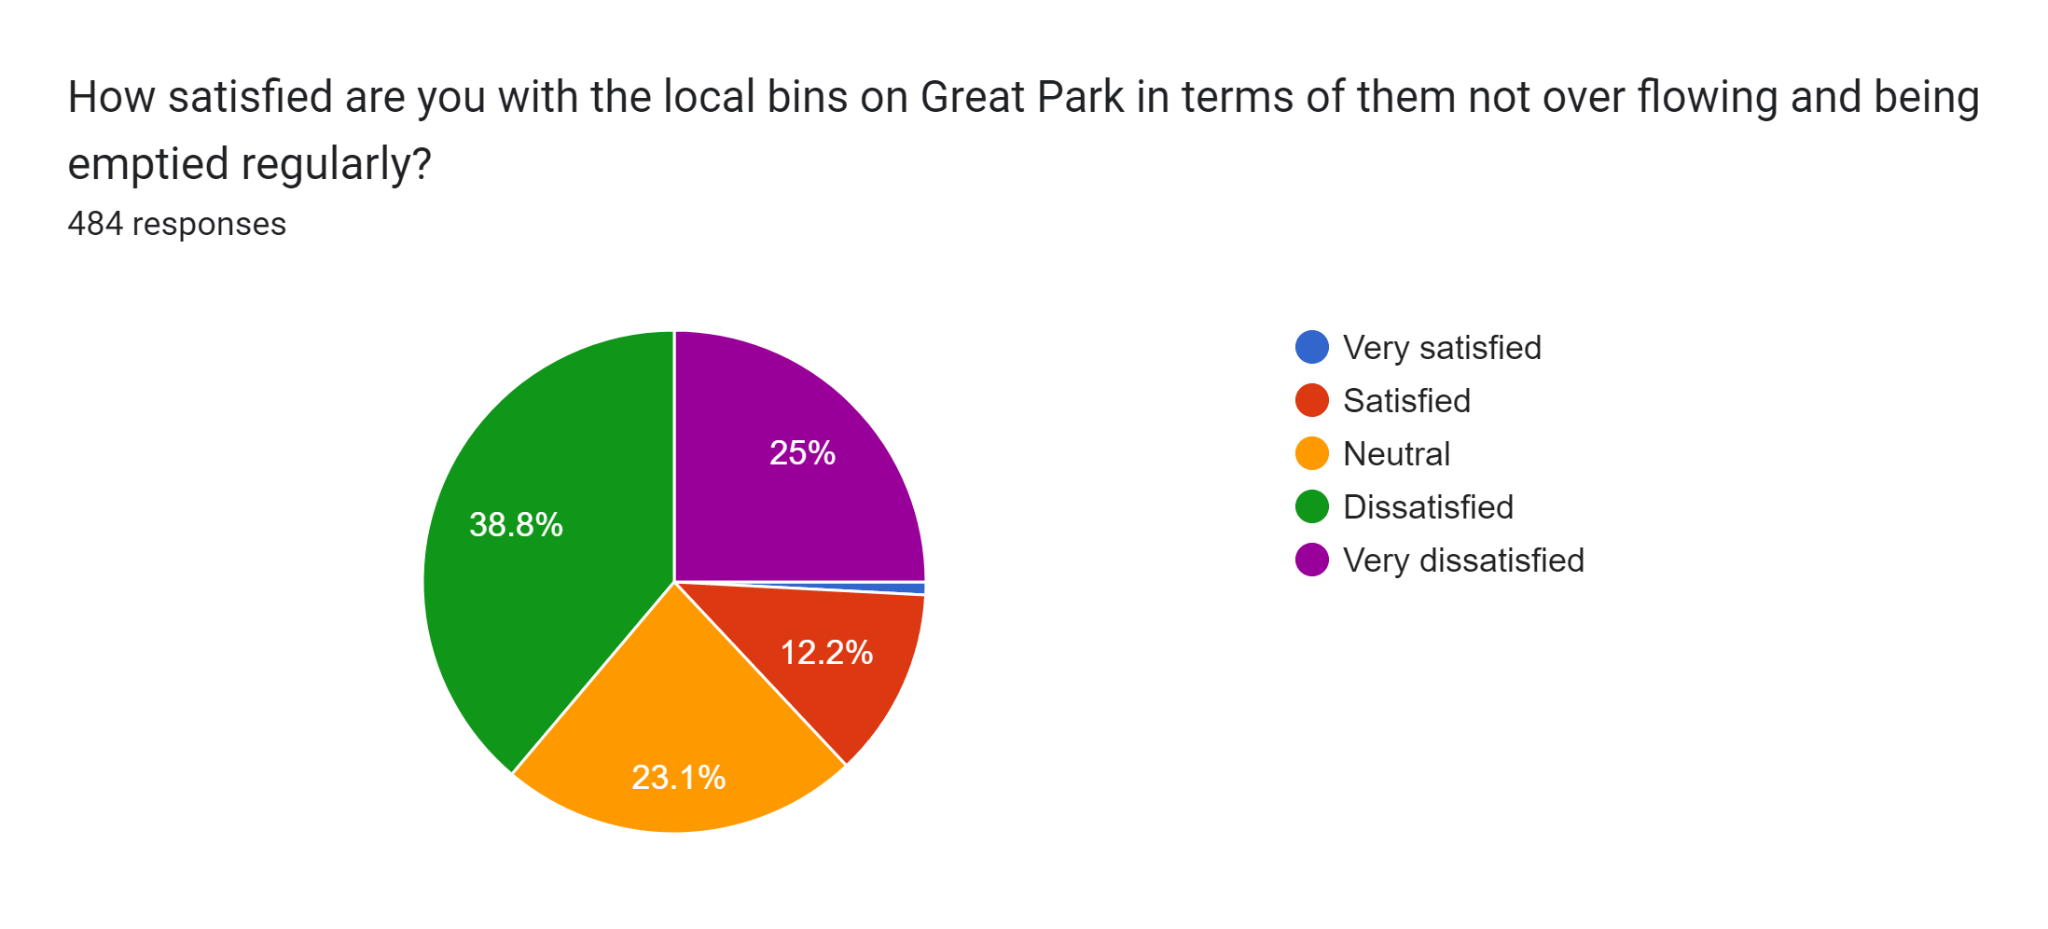 How satisfied are you with the local bins on Great Park in terms of them not over flowing and being
emptied regularly?
484 responses
25%
38.8%
12.2%
23.1%
Very satisfied
Satisfied
Neutral
Dissatisfied
Very dissatisfied